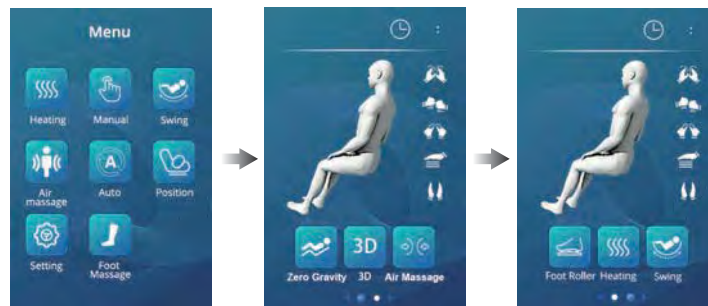 Menu
Heating Manual Swing
Air massage Auto Position
Setting Foot Massage
:
3D
Zero Gravity 3D Air Massage
:
Foot Roller Heating Swing